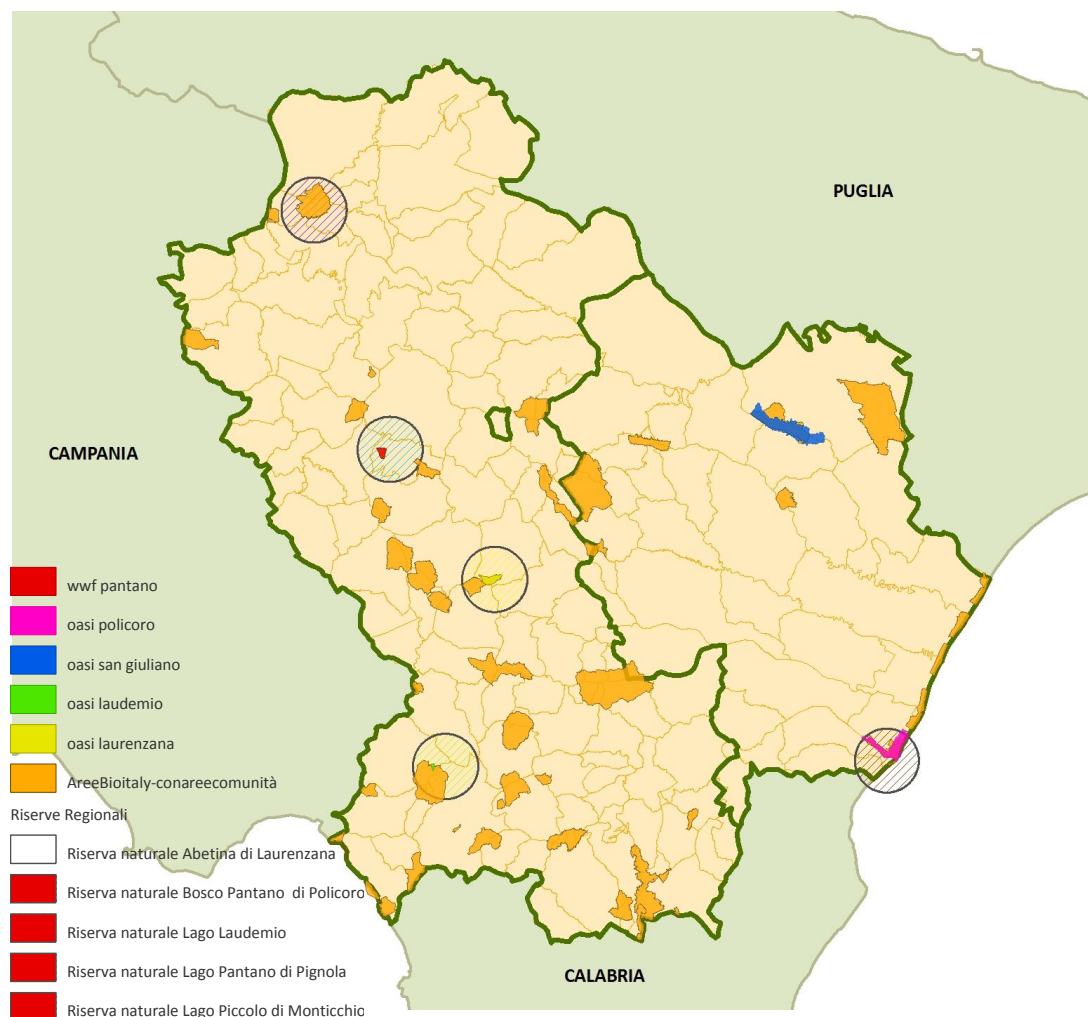 PUGLIA
CAMPANIA
wwf pantano
oasi policoro
oasi san giuliano
oasi laudemio
oasi laurenzana
AreeBioitaly-conareecomunità
Riserve Regionali
Riserva naturale Abetina di Laurenzana
Riserva naturale Bosco Pantano di Policoro
Riserva naturale Lago Laudemio
Riserva naturale Lago Pantano di Pignola
Riserva naturale Lago Piccolo di Monticchio
CALABRIA